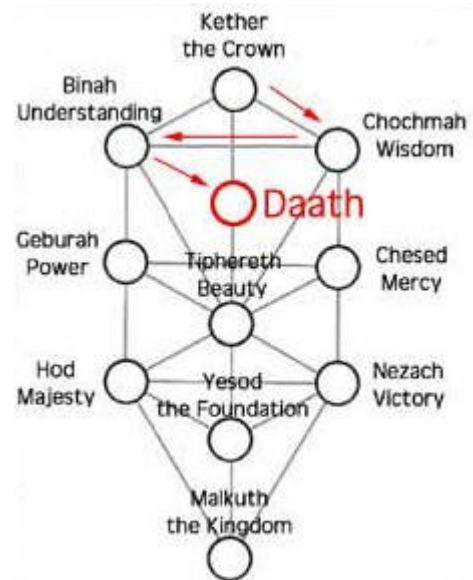 Kether
the Crown
Binah
Understanding
Chochmah
Wisdom
Daath
Geburah
Power
Tiphereth
Beauty
Chesed
Mercy
Hod
Majesty
Yesod
the Foundation
Nezach
Victory
Malkuth
the Kingdom